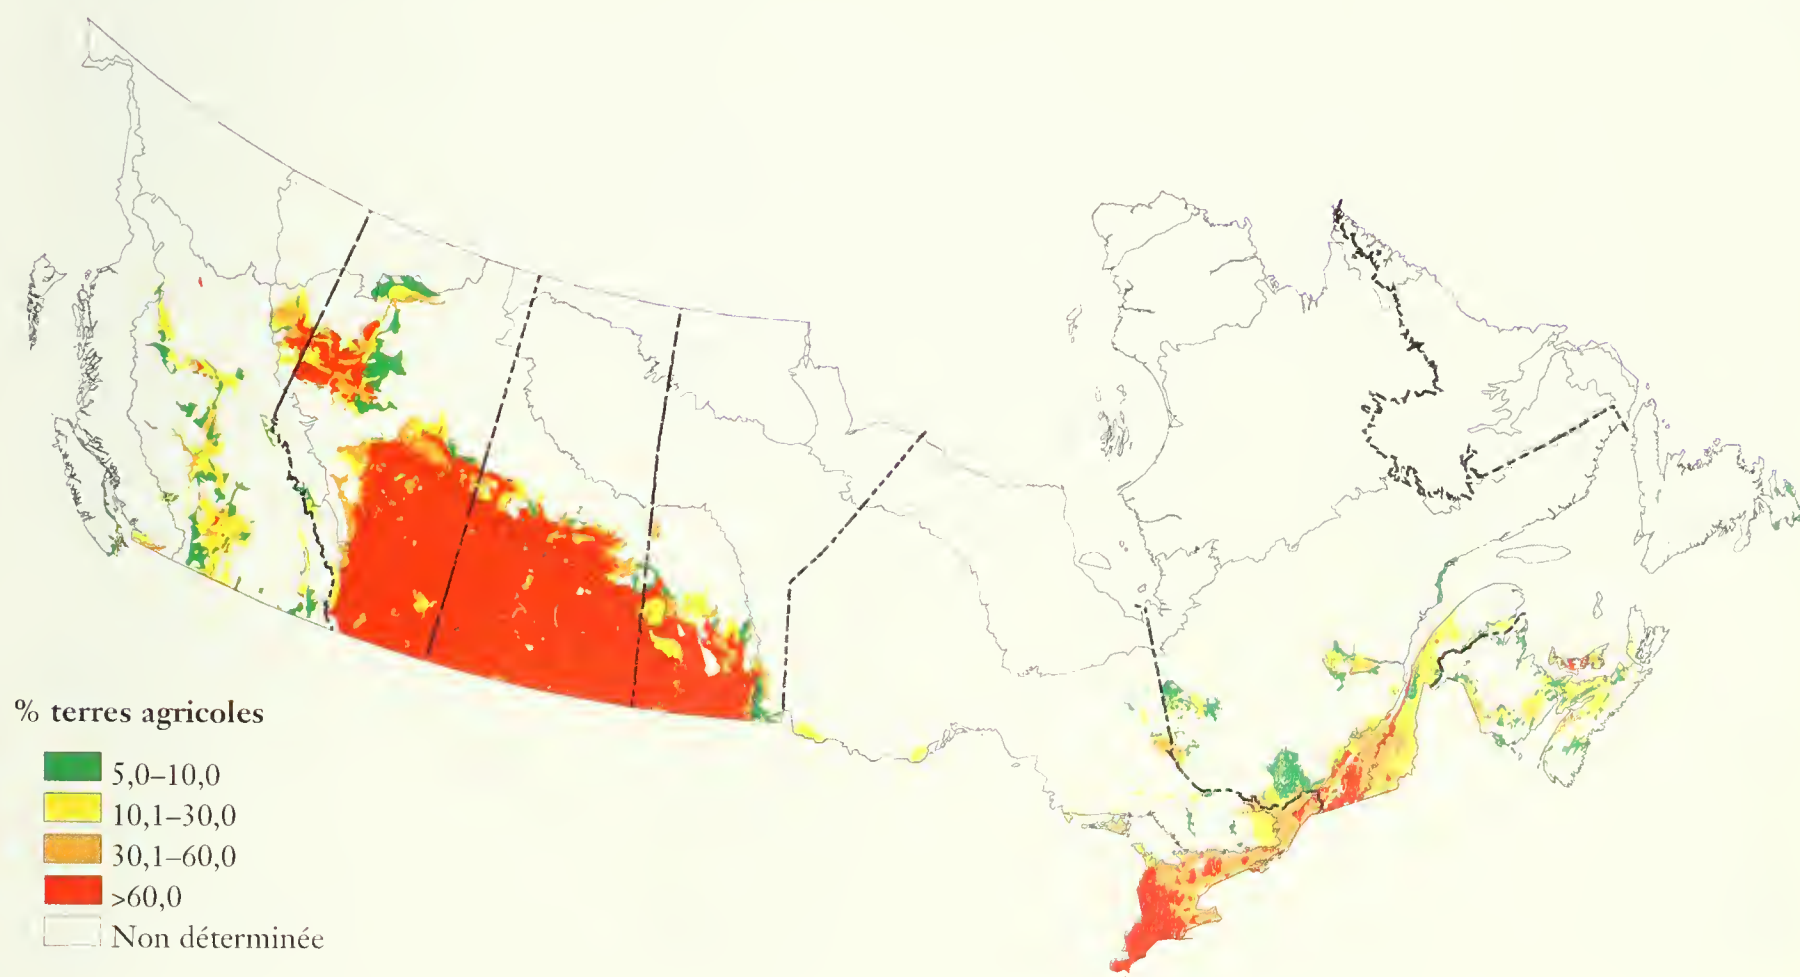 % terres agricoles
5,0–10,0
10,1–30,0
30,1–60,0
>60,0
Non déterminée